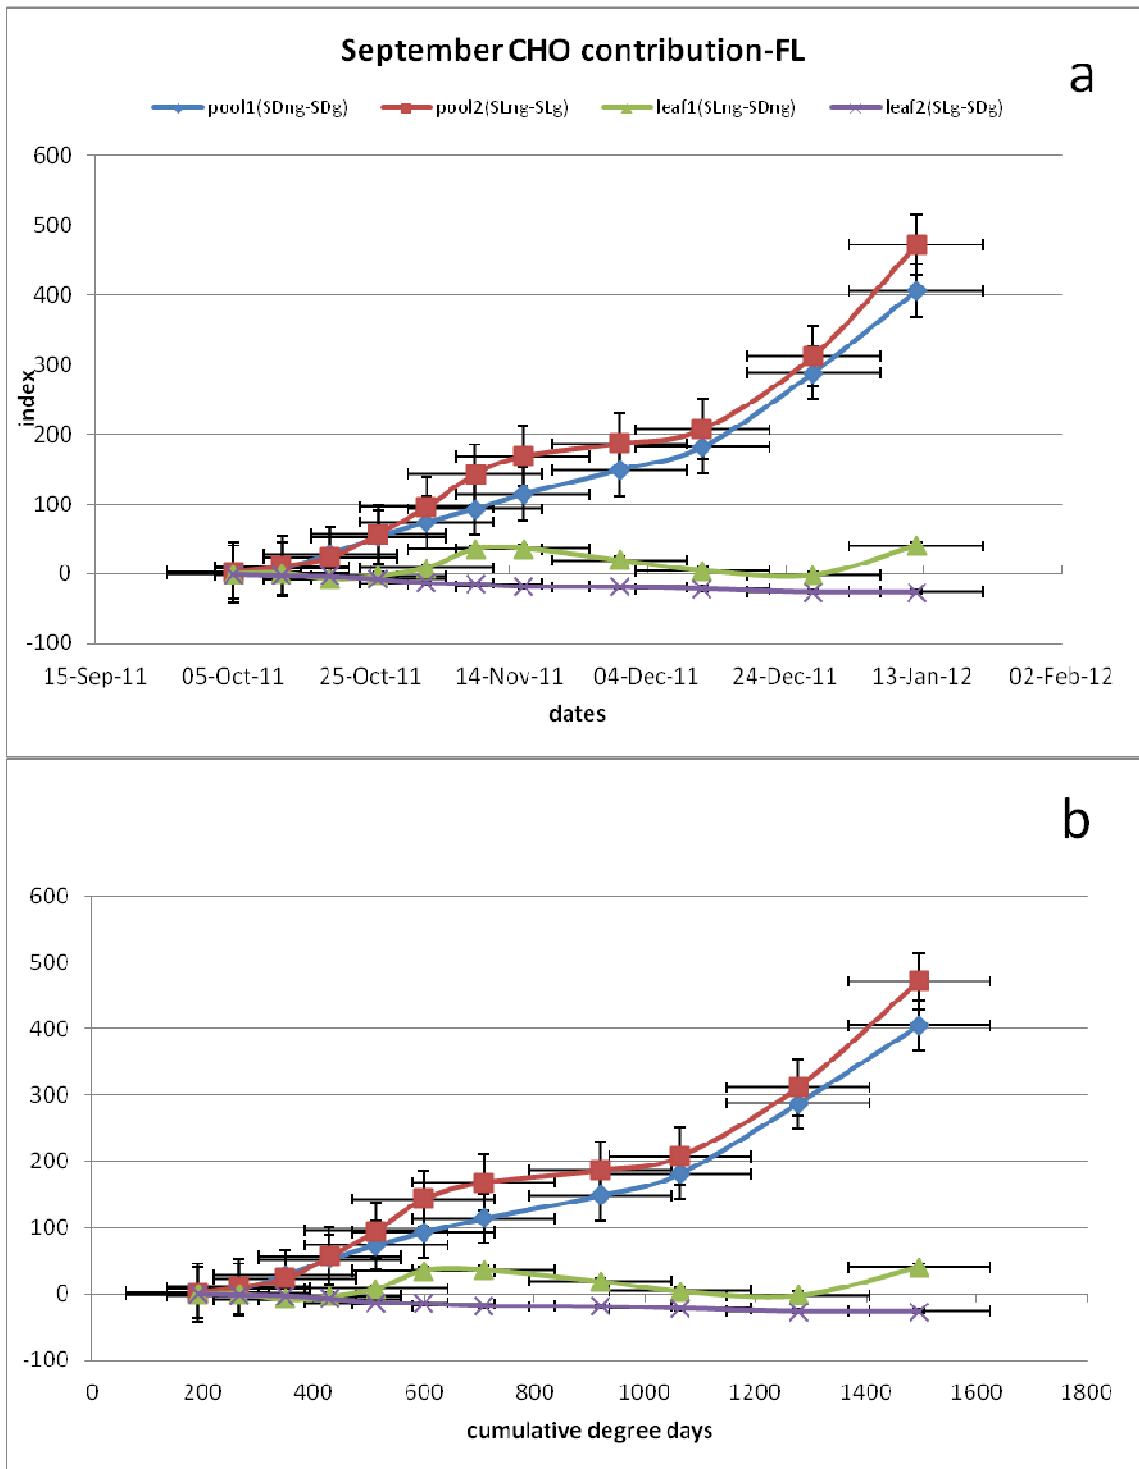 September CHO contribution-FL
a
pool1(SDng-SDg) pool2(SLng-SLg) leaf1(SLng-SDng) leaf2(SLg-SDg)
600
500
400
300
200
100
0
-100
index
15-Sep-11 05-Oct-11 25-Oct-11 14-Nov-11 04-Dec-11 24-Dec-11 13-Jan-12 02-Feb-12
dates
b
600
500
400
300
200
100
0
-100
0 200 400 600 800 1000 1200 1400 1600 1800
cumulative degree days